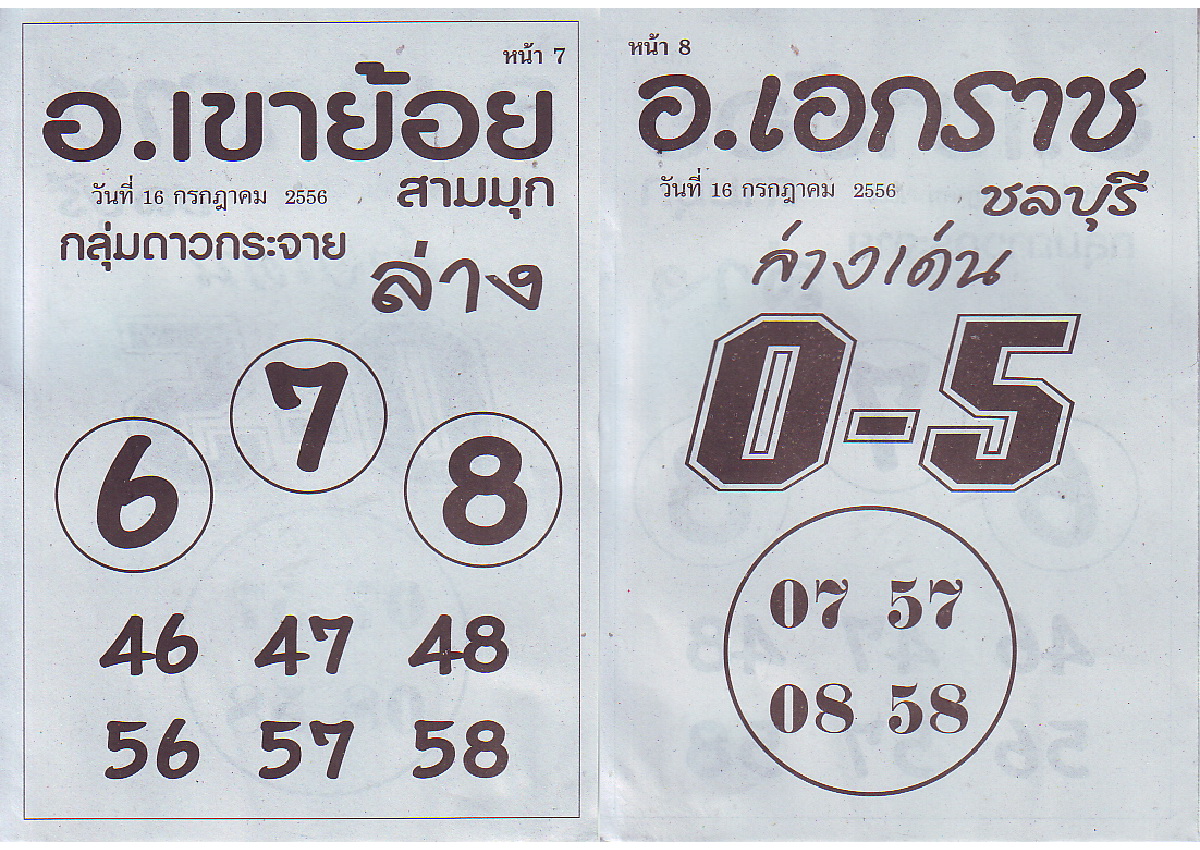 หน้า 7
อ.เขาย้อย
วันที่ 16 กรกฎาคม 2556
สามมุก
กลุ่มดาวกระจาย
ล่าง
7
6 8
46 47 48
56 57 58
หน้า 8
อ.เอกราช
วันที่ 16 กรกฎาคม 2556
ชลบุรี
ล่างเด่น
0-5
07 57
08 58